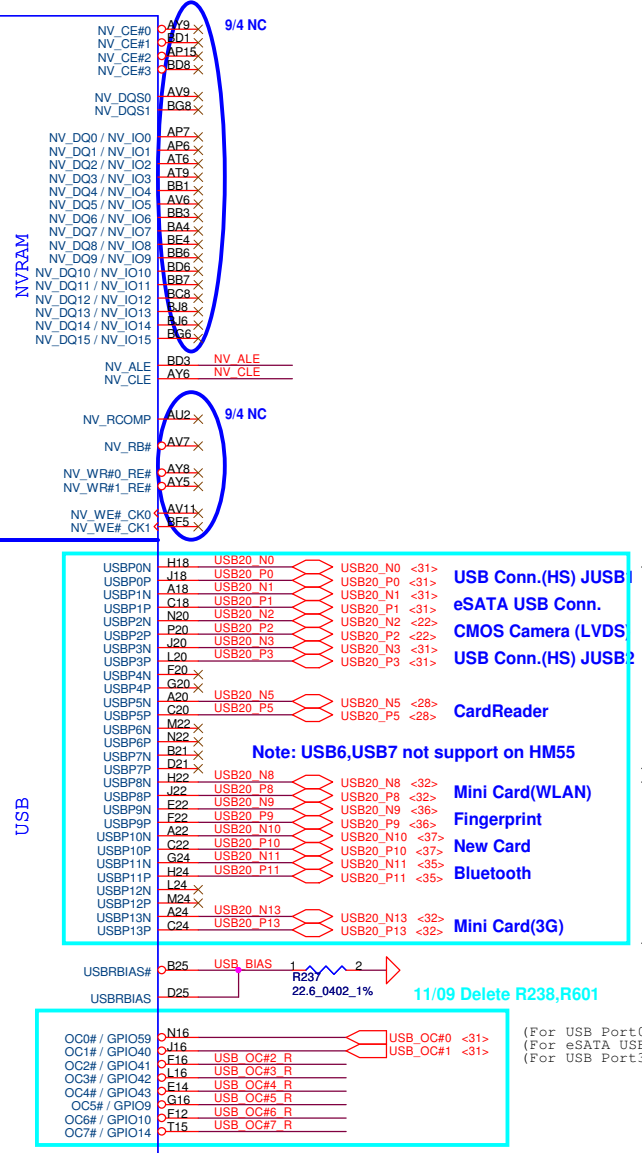 NV_CE#0 AY9 9/4 NC
NV_CE#1 BD1
NV_CE#2 AP15
NV_CE#3 BD8
NV_DQS0 AV9
NV_DQS1 BG8
NVRAM
NV_DQ0 / NV_IO0 AP7
NV_DQ1 / NV_IO1 AP6
NV_DQ2 / NV_IO2 AT6
NV_DQ3 / NV_IO3 AT9
NV_DQ4 / NV_IO4 BB1
NV_DQ5 / NV_IO5 AV6
NV_DQ6 / NV_IO6 BB3
NV_DQ7 / NV_IO7 BA4
NV_DQ8 / NV_IO8 BE4
NV_DQ9 / NV_IO9 BB6
NV_DQ10 / NV_IO10 BD6
NV_DQ11 / NV_IO11 BB7
NV_DQ12 / NV_IO12 BC8
NV_DQ13 / NV_IO13 BJ8
NV_DQ14 / NV_IO14 BJ6
NV_DQ15 / NV_IO15 BG6
NV_ALE BD3 NV_ALE
NV_CLE AY6 NV_CLE
NV_RCOMP AU2 9/4 NC
NV_RB# AV7
NV_WR#0_RE# AY8
NV_WR#1_RE# AY5
NV_WE#_CK0 AV11
NV_WE#_CK1 BF5
USB
USBP0N H18 USB20_N0 USB20_N0 <31>
USBP0P J18 USB20_P0 USB20_P0 <31> USB Conn.(HS) JUSB1
USBP1N A18 USB20_N1 USB20_N1 <31>
USBP1P C18 USB20_P1 USB20_P1 <31> eSATA USB Conn.
USBP2N N20 USB20_N2 USB20_N2 <22>
USBP2P P20 USB20_P2 USB20_P2 <22> CMOS Camera (LVDS)
USBP3N J20 USB20_N3 USB20_N3 <31>
USBP3P L20 USB20_P3 USB20_P3 <31> USB Conn.(HS) JUSB2
USBP4N F20
USBP4P G20
USBP5N A20 USB20_N5 USB20_N5 <28>
USBP5P C20 USB20_P5 USB20_P5 <28> CardReader
USBP6N M22
USBP6P N22
USBP7N B21 Note: USB6,USB7 not support on HM55
USBP7P D21
USBP8N H22 USB20_N8 USB20_N8 <32>
USBP8P J22 USB20_P8 USB20_P8 <32> Mini Card(WLAN)
USBP9N E22 USB20_N9 USB20_N9 <36>
USBP9P F22 USB20_P9 USB20_P9 <36> Fingerprint
USBP10N A22 USB20_N10 USB20_N10 <37>
USBP10P C22 USB20_P10 USB20_P10 <37> New Card
USBP11N G24 USB20_N11 USB20_N11 <35>
USBP11P H24 USB20_P11 USB20_P11 <35> Bluetooth
USBP12N L24
USBP12P M24
USBP13N A24 USB20_N13 USB20_N13 <32>
USBP13P C24 USB20_P13 USB20_P13 <32> Mini Card(3G)
USBRBIAS# B25 USB_BIAS 1 2
R237
USBRBIAS D25 22.6_0402_1% 11/09 Delete R238,R601
OC0# / GPIO59 N16 USB_OC#0 <31> (For USB Port0
OC1# / GPIO40 J16 USB_OC#1 <31> (For eSATA USB
OC2# / GPIO41 F16 USB_OC#2_R (For USB Port3
OC3# / GPIO42 L16 USB_OC#3_R
OC4# / GPIO43 E14 USB_OC#4_R
OC5# / GPIO9 G16 USB_OC#5_R
OC6# / GPIO10 F12 USB_OC#6_R
OC7# / GPIO14 T15 USB_OC#7_R